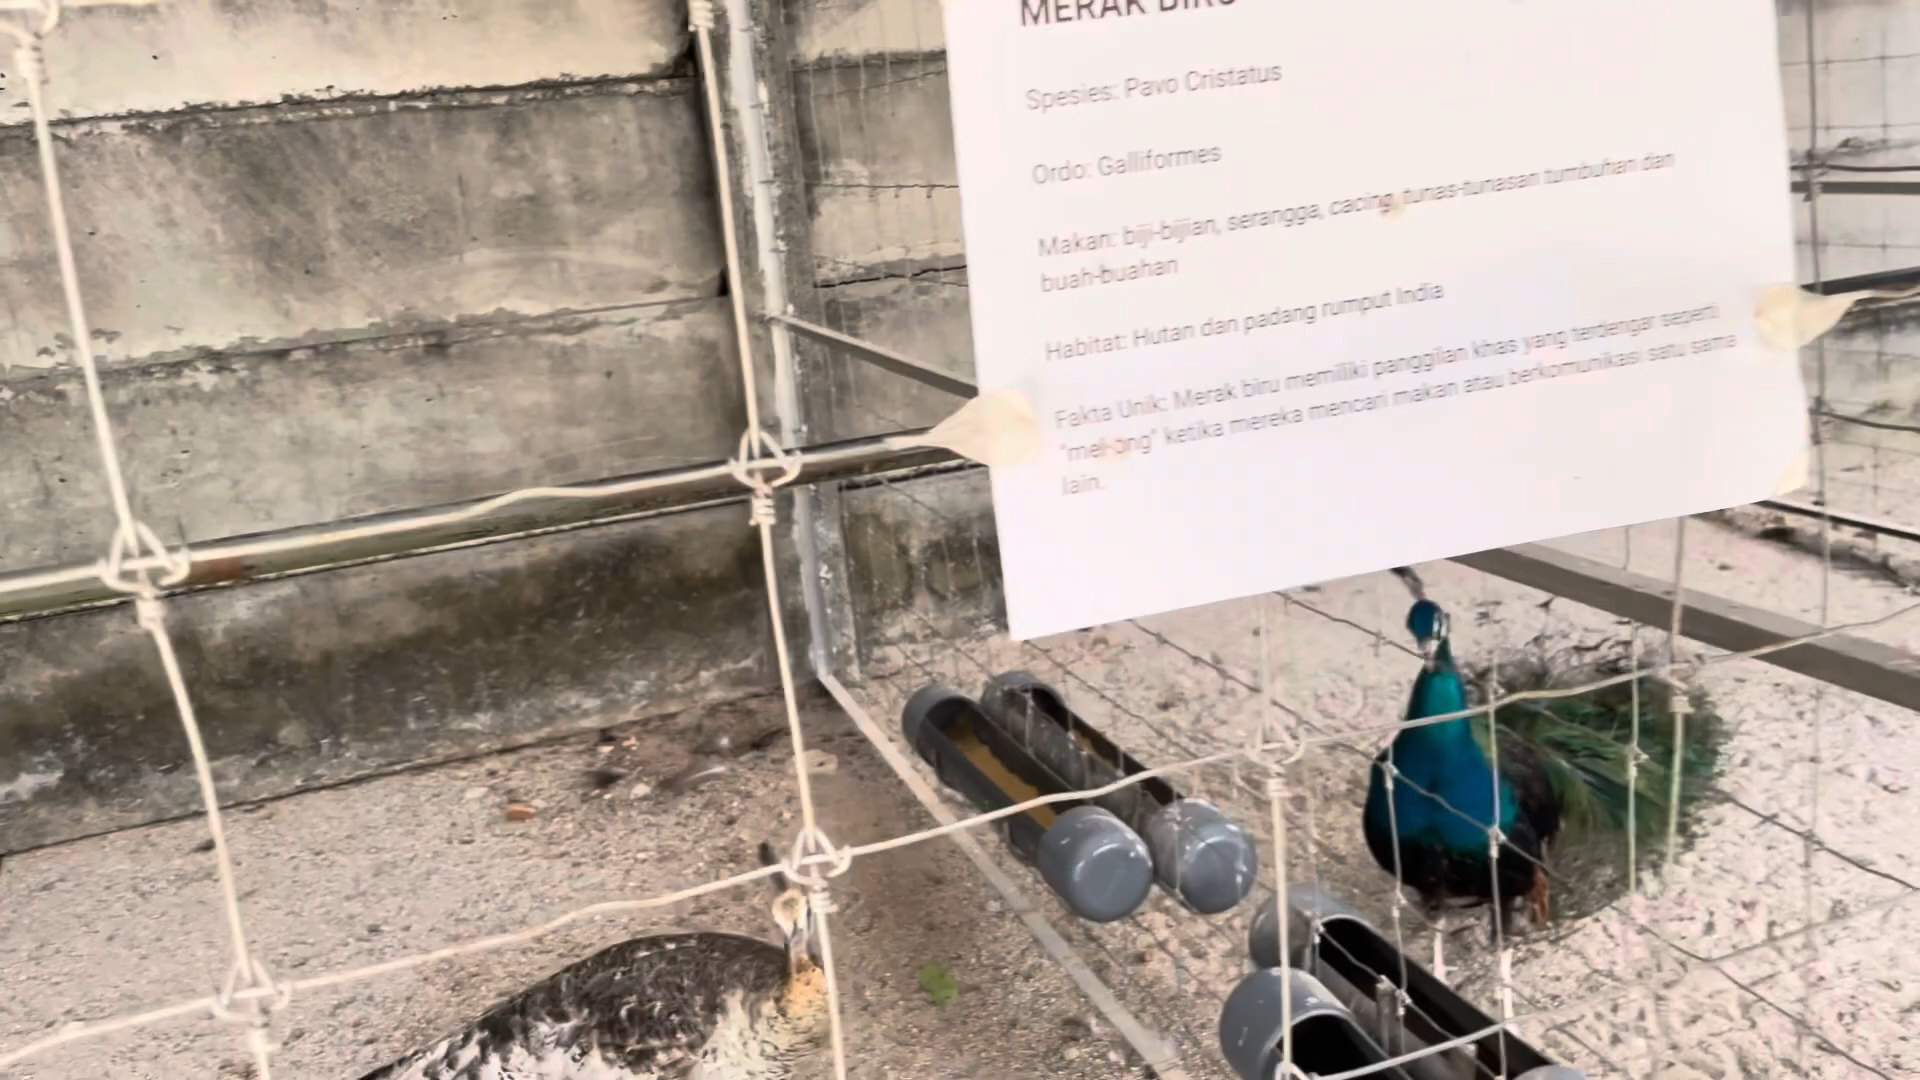 MERAK BIRU
Spesies: Pavo Cristatus
Ordo: Galliformes
Makan: biji-bijian, serangga, cacing, tunas-tunasan tumbuhan dan
buah-buahan
Habitat: Hutan dan padang rumput India
Fakta Unik: Merak biru memiliki panggilan khas yang terdengar seperti
ketika mereka mencari makan atau berkomunikasi satu sama
lain.